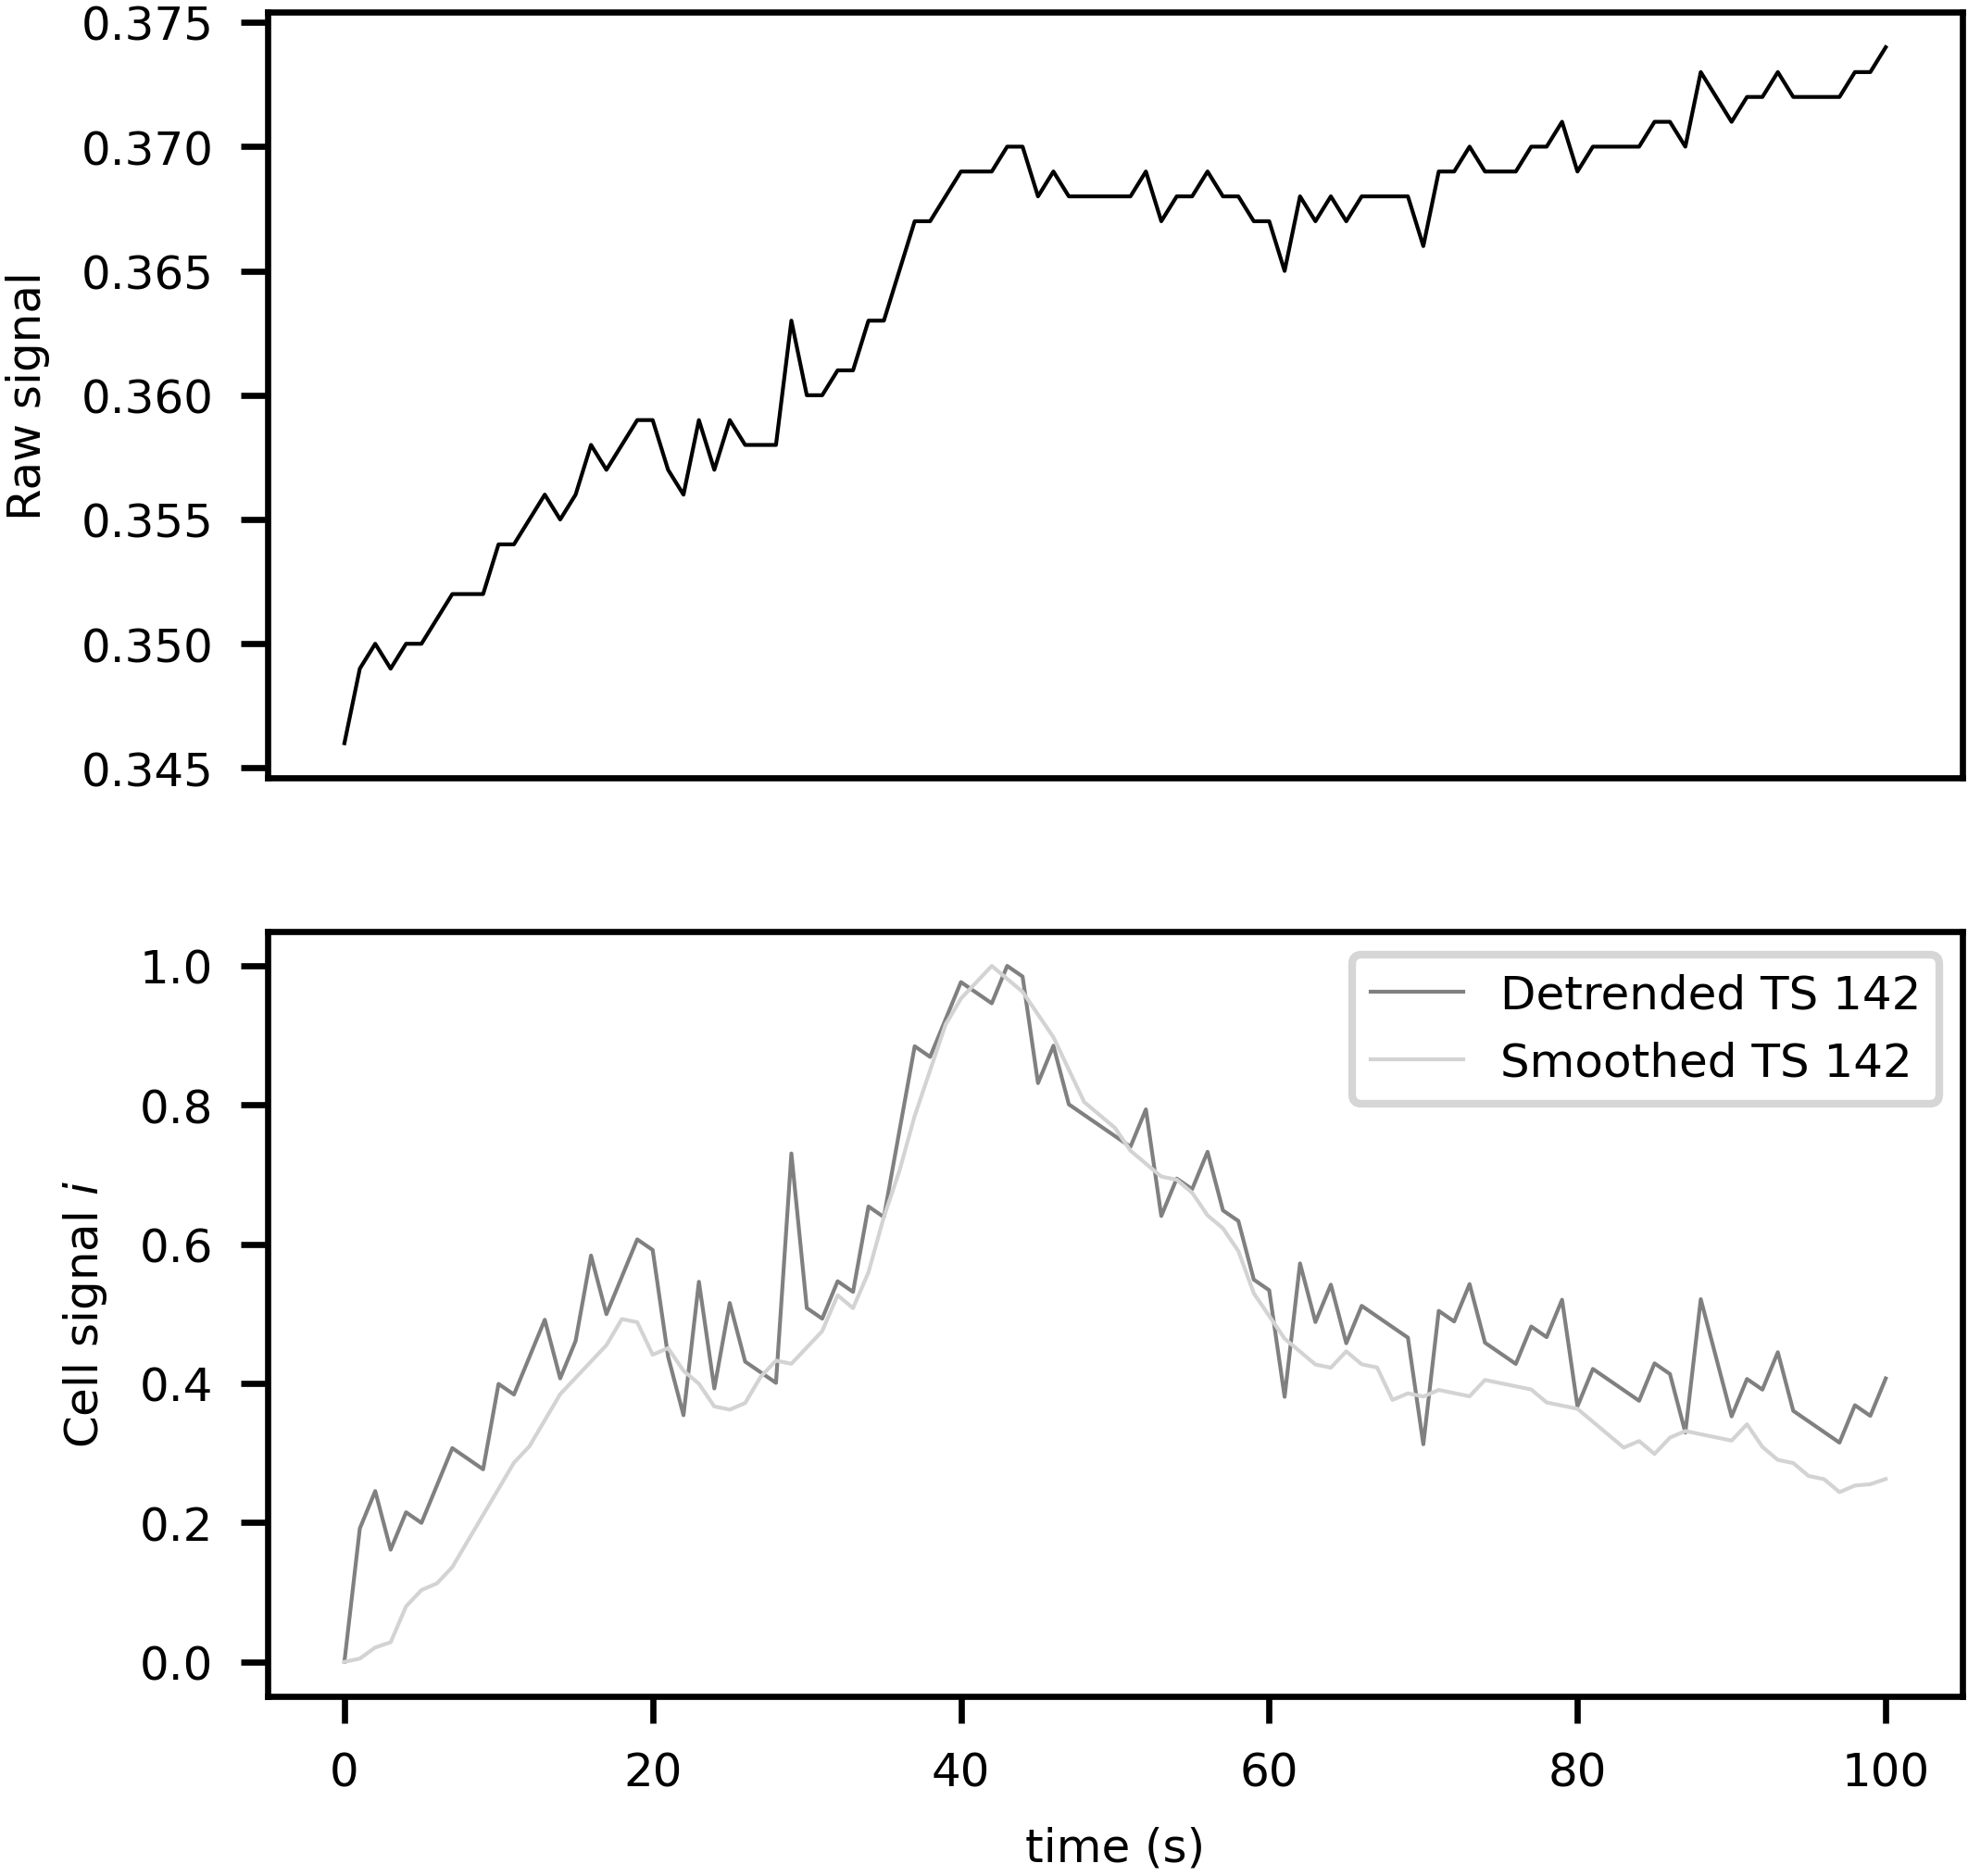 0.375
0.370
0.365
0.360
0.355
0.350
0.345
Raw signal
1.0
0.8
0.6
0.4
0.2
0.0
Cell signal i
Detrended TS 142
Smoothed TS 142
0 20 40 60 80 100
time (s)